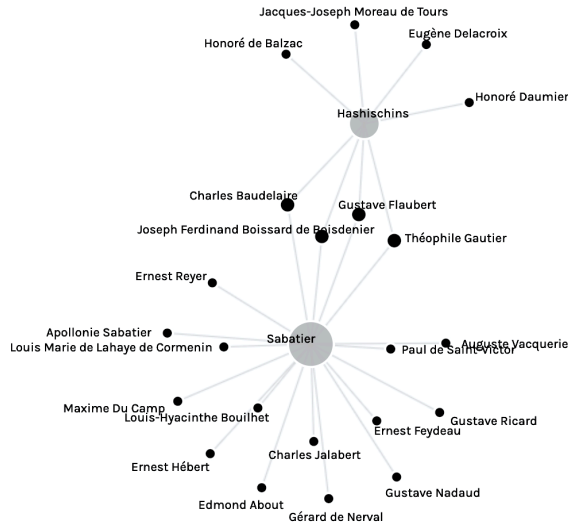 Jacques-Joseph Moreau de Tours
Eugène Delacroix
Honoré de Balzac
Honoré Daumier
Hashischins
Charles Baudelaire
Gustave Flaubert
Joseph Ferdinand Boissard de Boisdenier
Théophile Gautier
Ernest Reyer
Apollonie Sabatier
Sabatier
Auguste Vacquerie
Louis Marie de Lahaye de Cormenin
Paul de Saint-Victor
Maxime Du Camp
Louis-Hyacinthe Bouilhet
Gustave Ricard
Ernest Feydeau
Charles Jalabert
Ernest Hébert
Gustave Nadaud
Edmond About
Gérard de Nerval